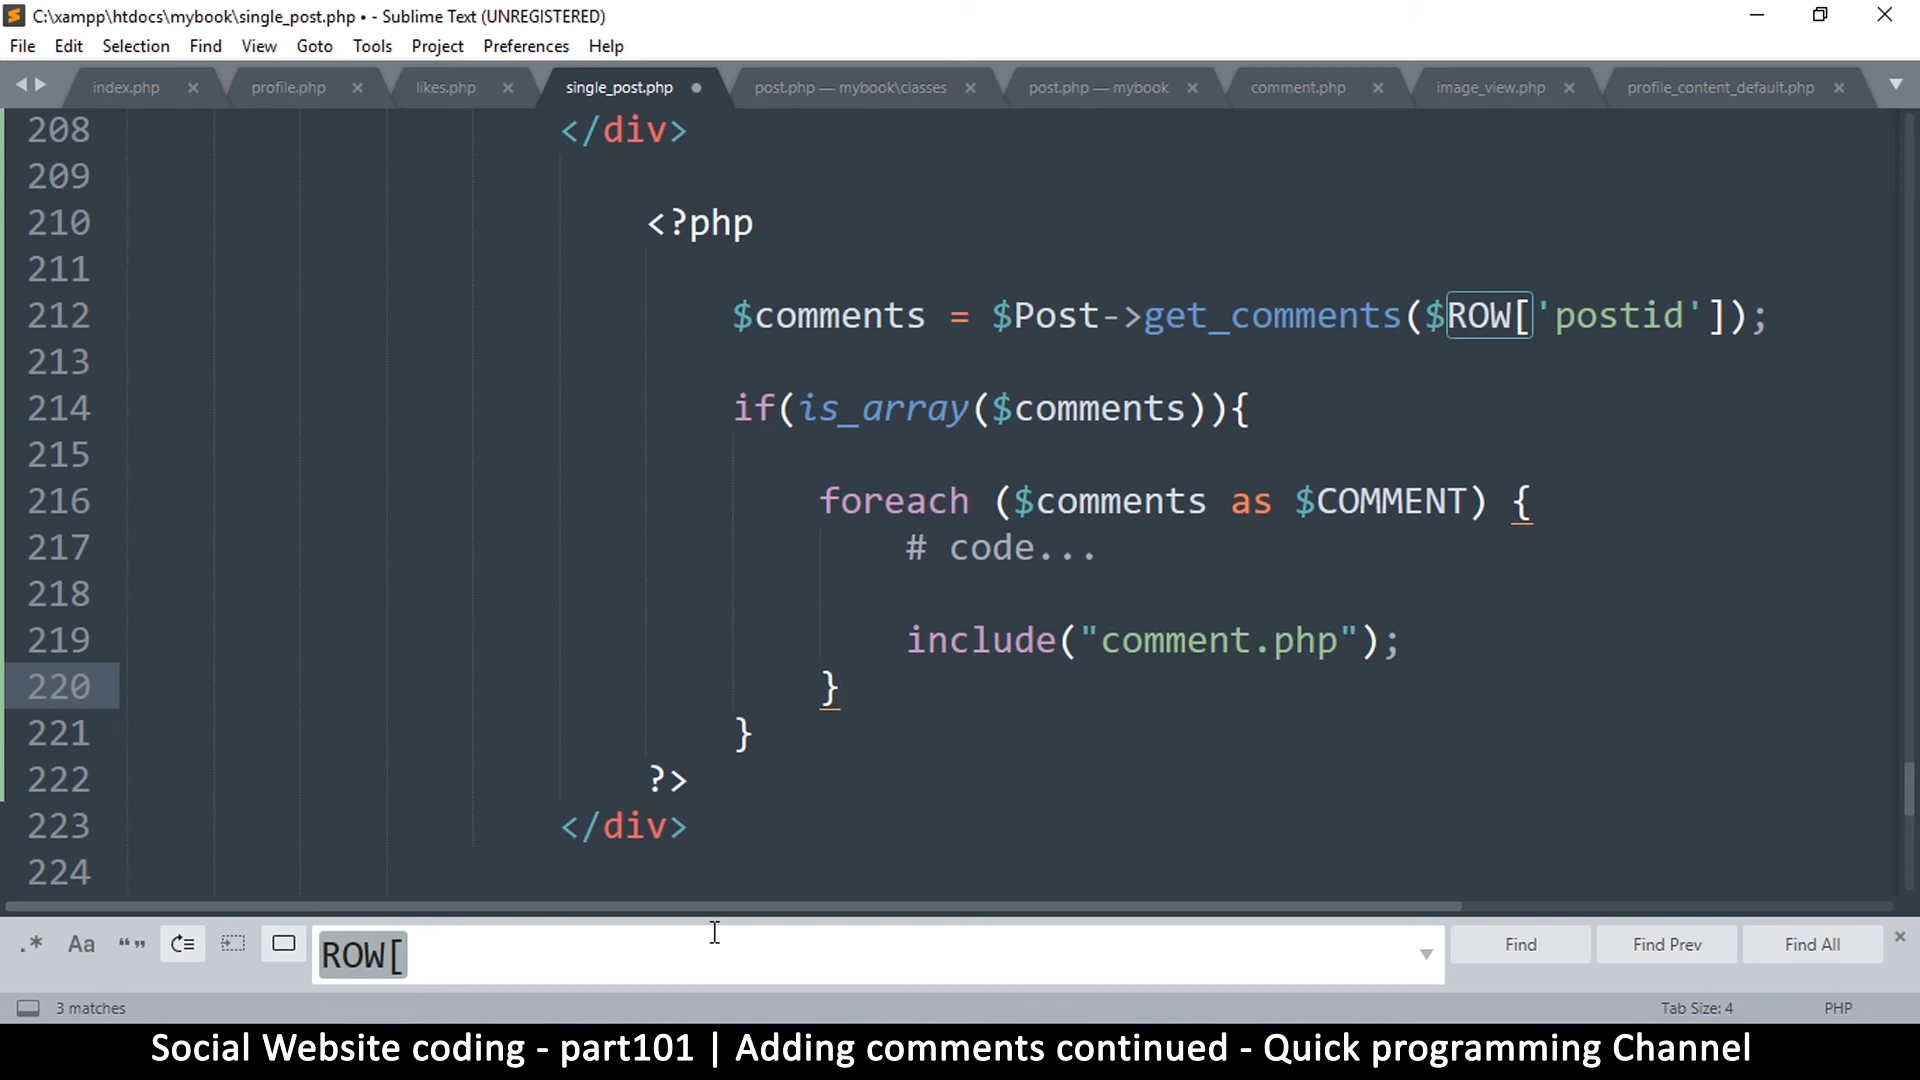 C:\xampp\htdocs\mybook\single_post.php • - Sublime Text (UNREGISTERED)
File Edit Selection Find View Goto Tools Project Preferences Help
index.php profile.php likes.php single_post.php post.php — mybook\classes post.php — mybook comment.php image_view.php profile_content_default.php
208 </div>
209
210 <?php
211
212 $comments = $Post->get_comments($ROW['postid']);
213
214 if(is_array($comments)){
215
216 foreach ($comments as $COMMENT) {
217 # code...
218
219 include("comment.php");
220 }
221 }
222 ?>
223 </div>
224
.* Aa “” ROW[ Find Find Prev Find All
3 matches Tab Size: 4 PHP
Social Website coding - part101 | Adding comments continued - Quick programming Channel